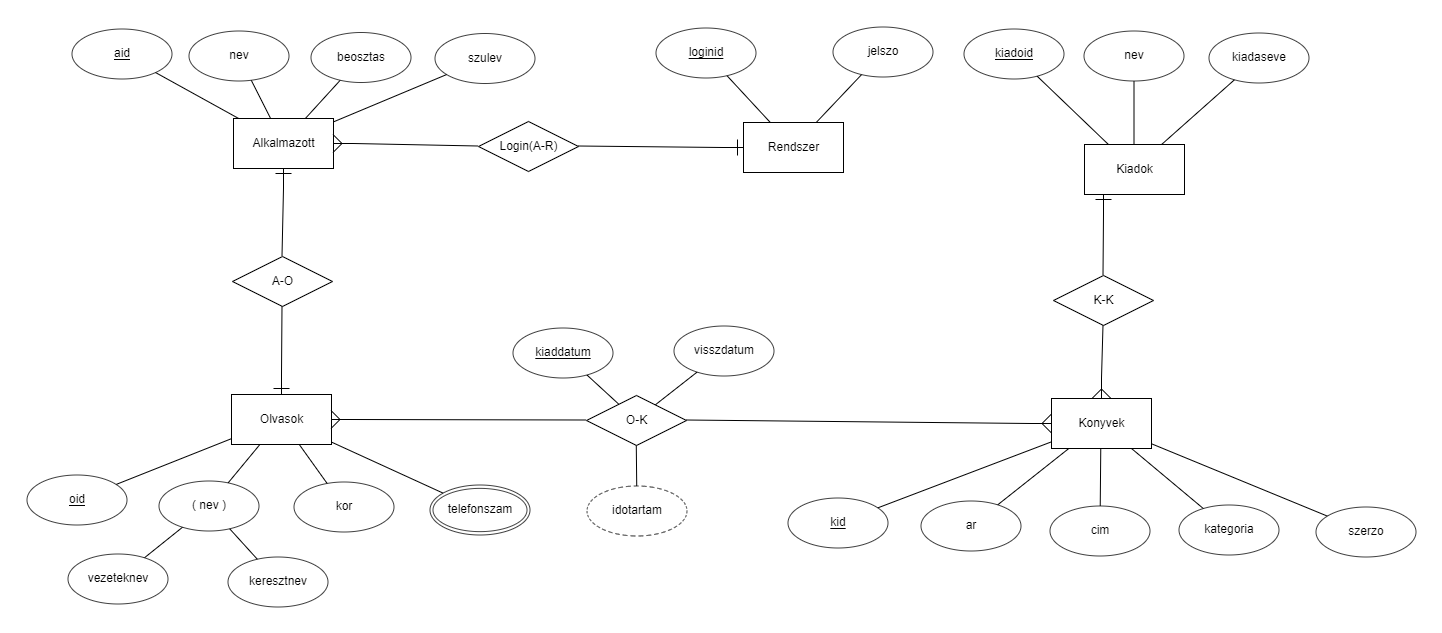 aid
nev
beosztas
szulev
loginid
jelszo
kiadoid
nev
kiadaseve
Alkalmazott
Login(A-R)
Rendszer
Kiadok
A-O
K-K
kiaddatum
visszdatum
Olvasok
O-K
Konyvek
oid
( nev )
kor
telefonszam
idotartam
kid
ar
cim
kategoria
szerzo
vezeteknev
keresztnev